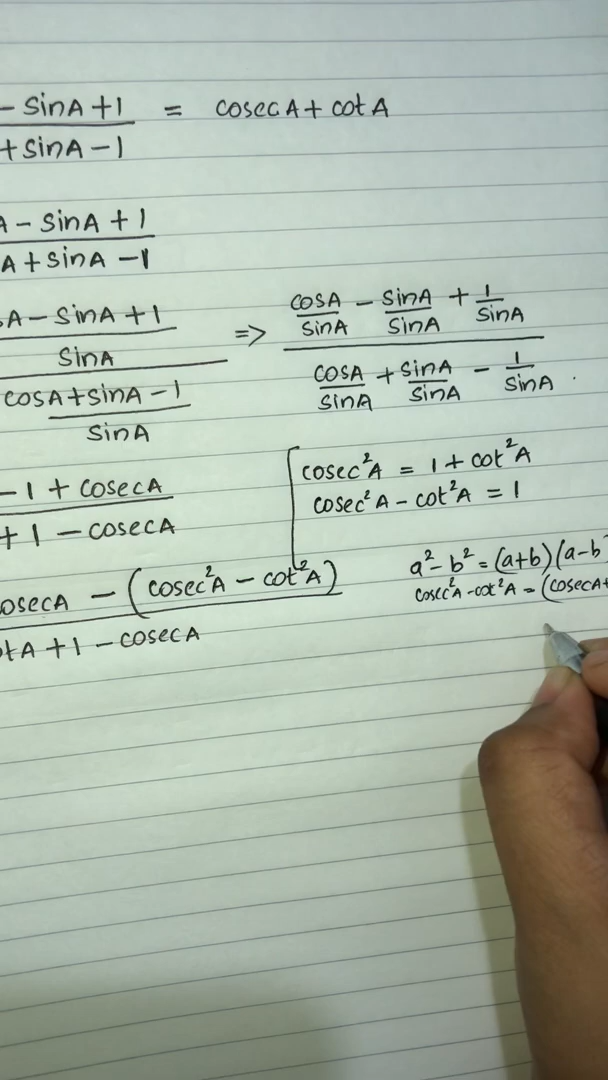 - sinA + 1 = cosecA + cotA
+ sinA - 1
A - sinA + 1
A + sinA - 1
sA - sinA + 1
sinA
cosA + sinA - 1
sinA
=> cosA/sinA - sinA/sinA + 1/sinA
cosA/sinA + sinA/sinA - 1/sinA .
- 1 + cosecA
+ 1 - cosecA
cosec²A = 1 + cot²A
cosec²A - cot²A = 1
osecA - (cosec²A - cot²A)
otA + 1 - cosecA
a² - b² = (a+b)(a-b
cosec²A - cot²A = (cosecA+